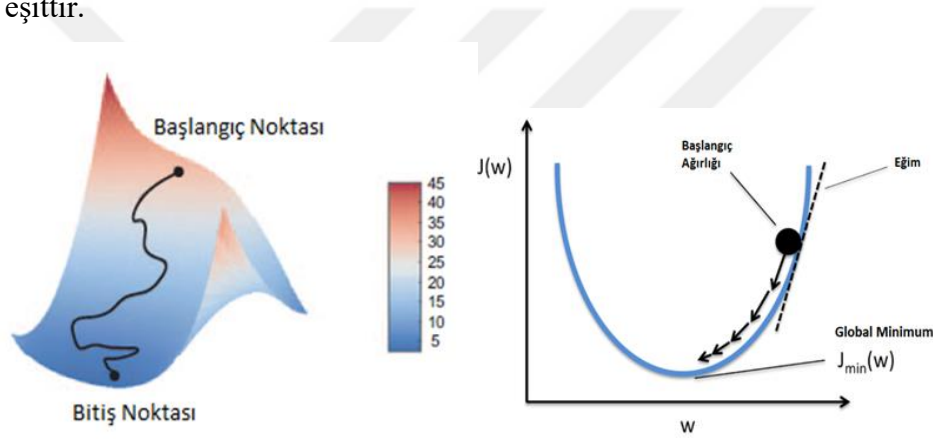 eşittir.
Başlangıç Noktası
Bitiş Noktası
45
40
35
30
25
20
15
10
5
J(w)
Başlangıç
Ağırlığı
Eğim
Global Minimum
Jmin(w)
w